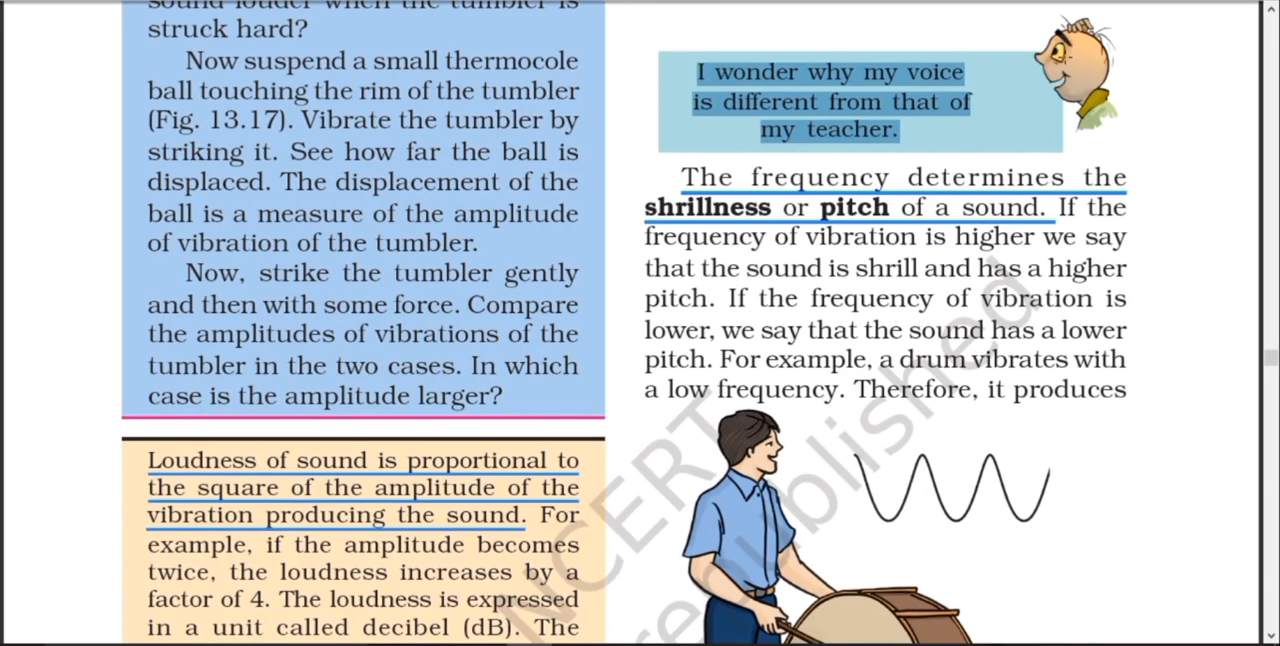 struck hard?
Now suspend a small thermocole
ball touching the rim of the tumbler
(Fig. 13.17). Vibrate the tumbler by
striking it. See how far the ball is
displaced. The displacement of the
ball is a measure of the amplitude
of vibration of the tumbler.
Now, strike the tumbler gently
and then with some force. Compare
the amplitudes of vibrations of the
tumbler in the two cases. In which
case is the amplitude larger?
Loudness of sound is proportional to
the square of the amplitude of the
vibration producing the sound. For
example, if the amplitude becomes
twice, the loudness increases by a
factor of 4. The loudness is expressed
in a unit called decibel (dB). The
I wonder why my voice
is different from that of
my teacher.
The frequency determines the
shrillness or pitch of a sound. If the
frequency of vibration is higher we say
that the sound is shrill and has a higher
pitch. If the frequency of vibration is
lower, we say that the sound has a lower
pitch. For example, a drum vibrates with
a low frequency. Therefore, it produces
NCERT
republished